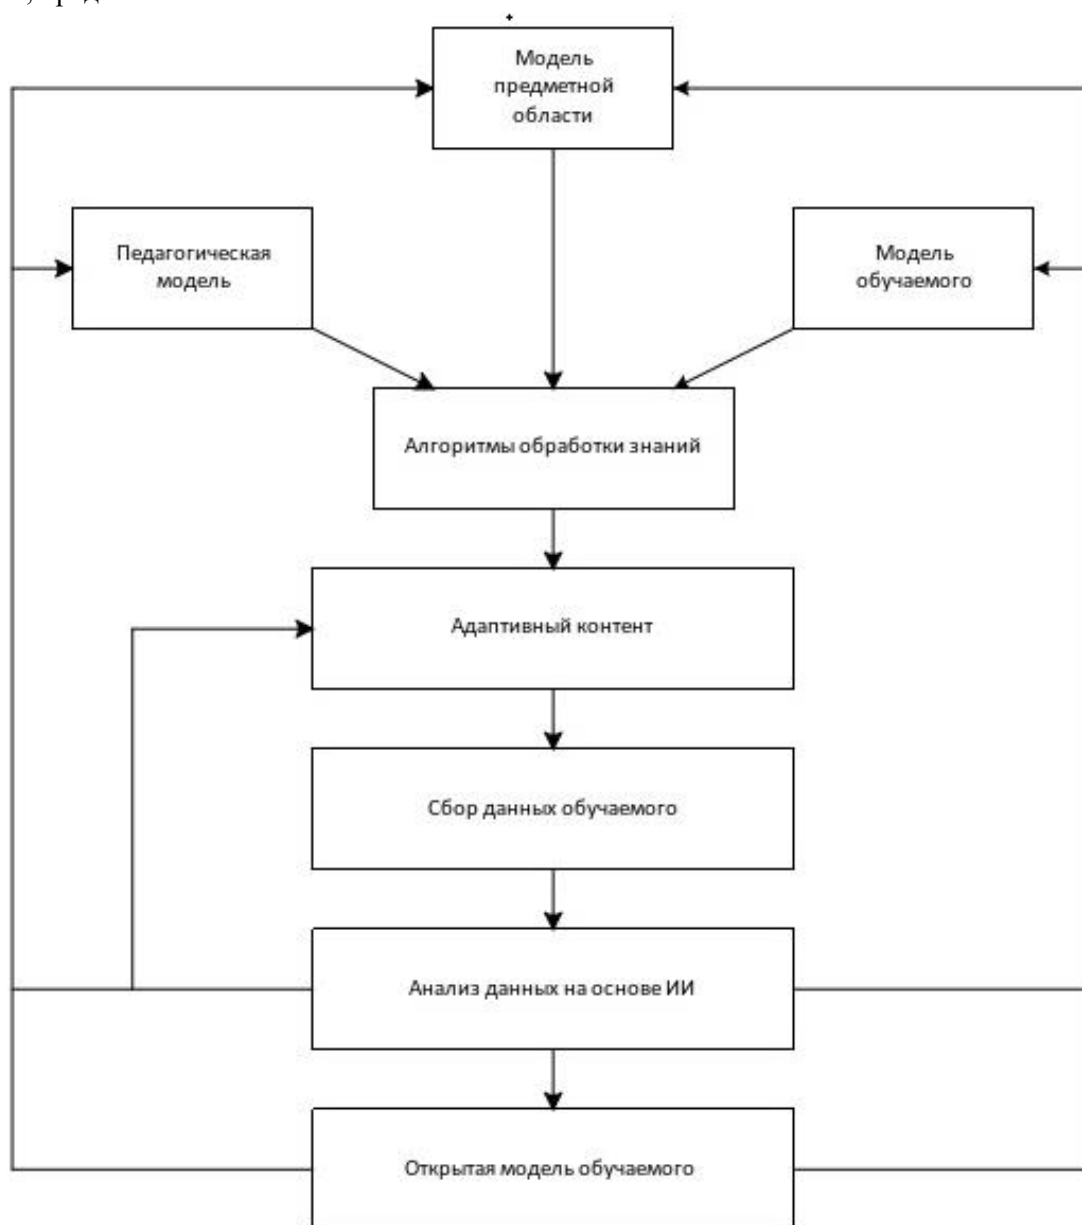 Модель
предметной
области
Педагогическая
модель
Модель
обучаемого
Алгоритмы обработки знаний
Адаптивный контент
Сбор данных обучаемого
Анализ данных на основе ИИ
Открытая модель обучаемого